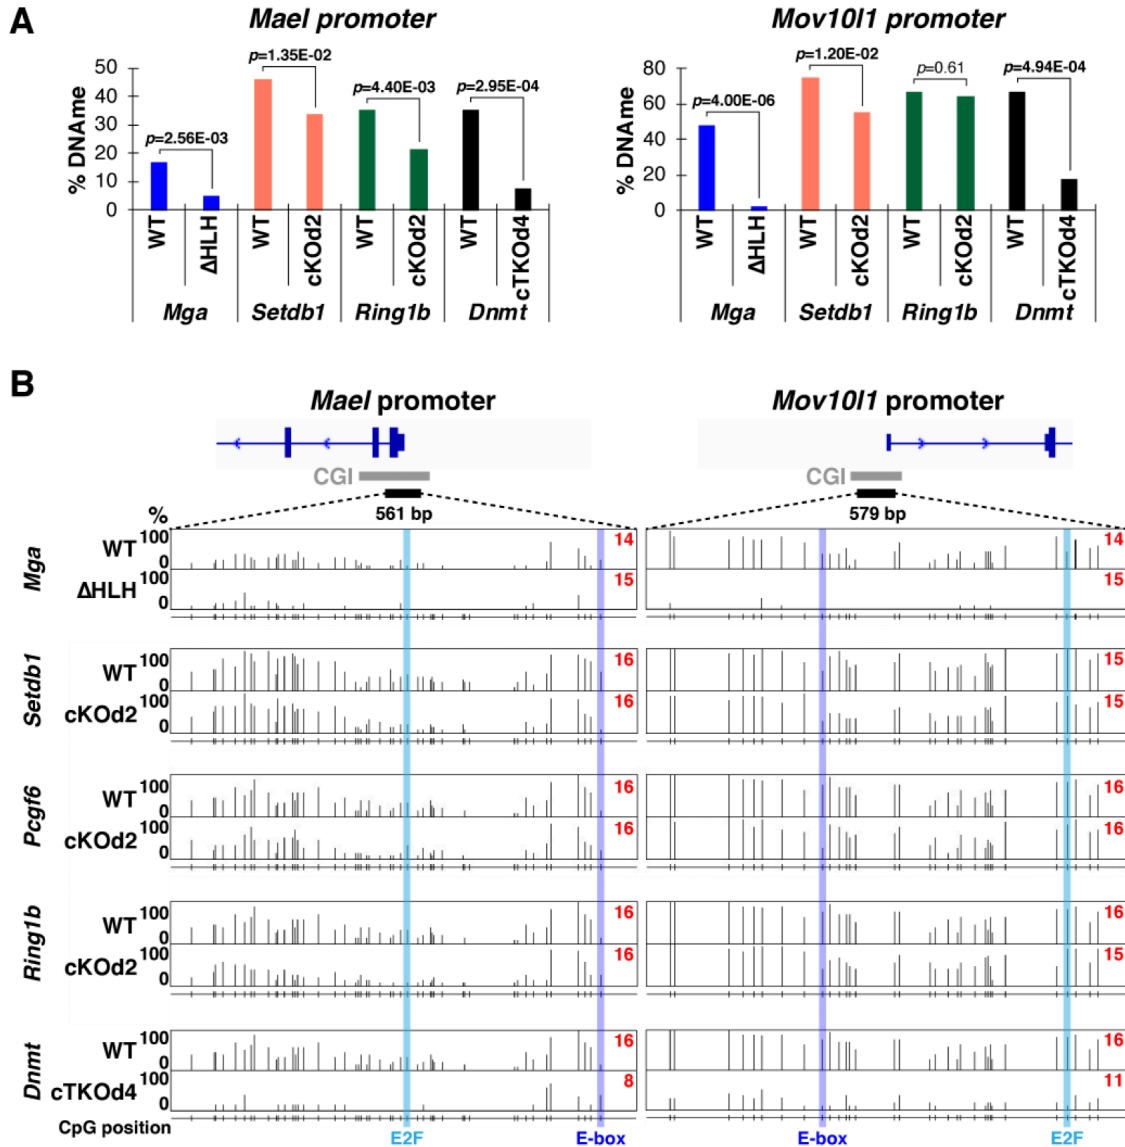 A
Mael promoter
Mov10l1 promoter
% DNAme
50
40
30
20
10
0
p=2.56E-03
p=1.35E-02
p=4.40E-03
p=2.95E-04
WT
ΔHLH
WT
cKOd2
WT
cKOd2
WT
cTKOd4
Mga
Setdb1
Ring1b
Dnmt
% DNAme
80
60
40
20
0
p=4.00E-06
p=1.20E-02
p=0.61
p=4.94E-04
WT
ΔHLH
WT
cKOd2
WT
cKOd2
WT
cTKOd4
Mga
Setdb1
Ring1b
Dnmt
B
Mael promoter
Mov10l1 promoter
CGI
CGI
561 bp
579 bp
%
Mga
WT 100 0 14 14
ΔHLH 100 0 15 15
Setdb1
WT 100 0 16 15
cKOd2 100 0 16 15
Pcgf6
WT 100 0 16 16
cKOd2 100 0 16 16
Ring1b
WT 100 0 16 16
cKOd2 100 0 16 15
Dnmt
WT 100 0 16 16
cTKOd4 100 0 8 11
CpG position
E2F E-box E-box E2F